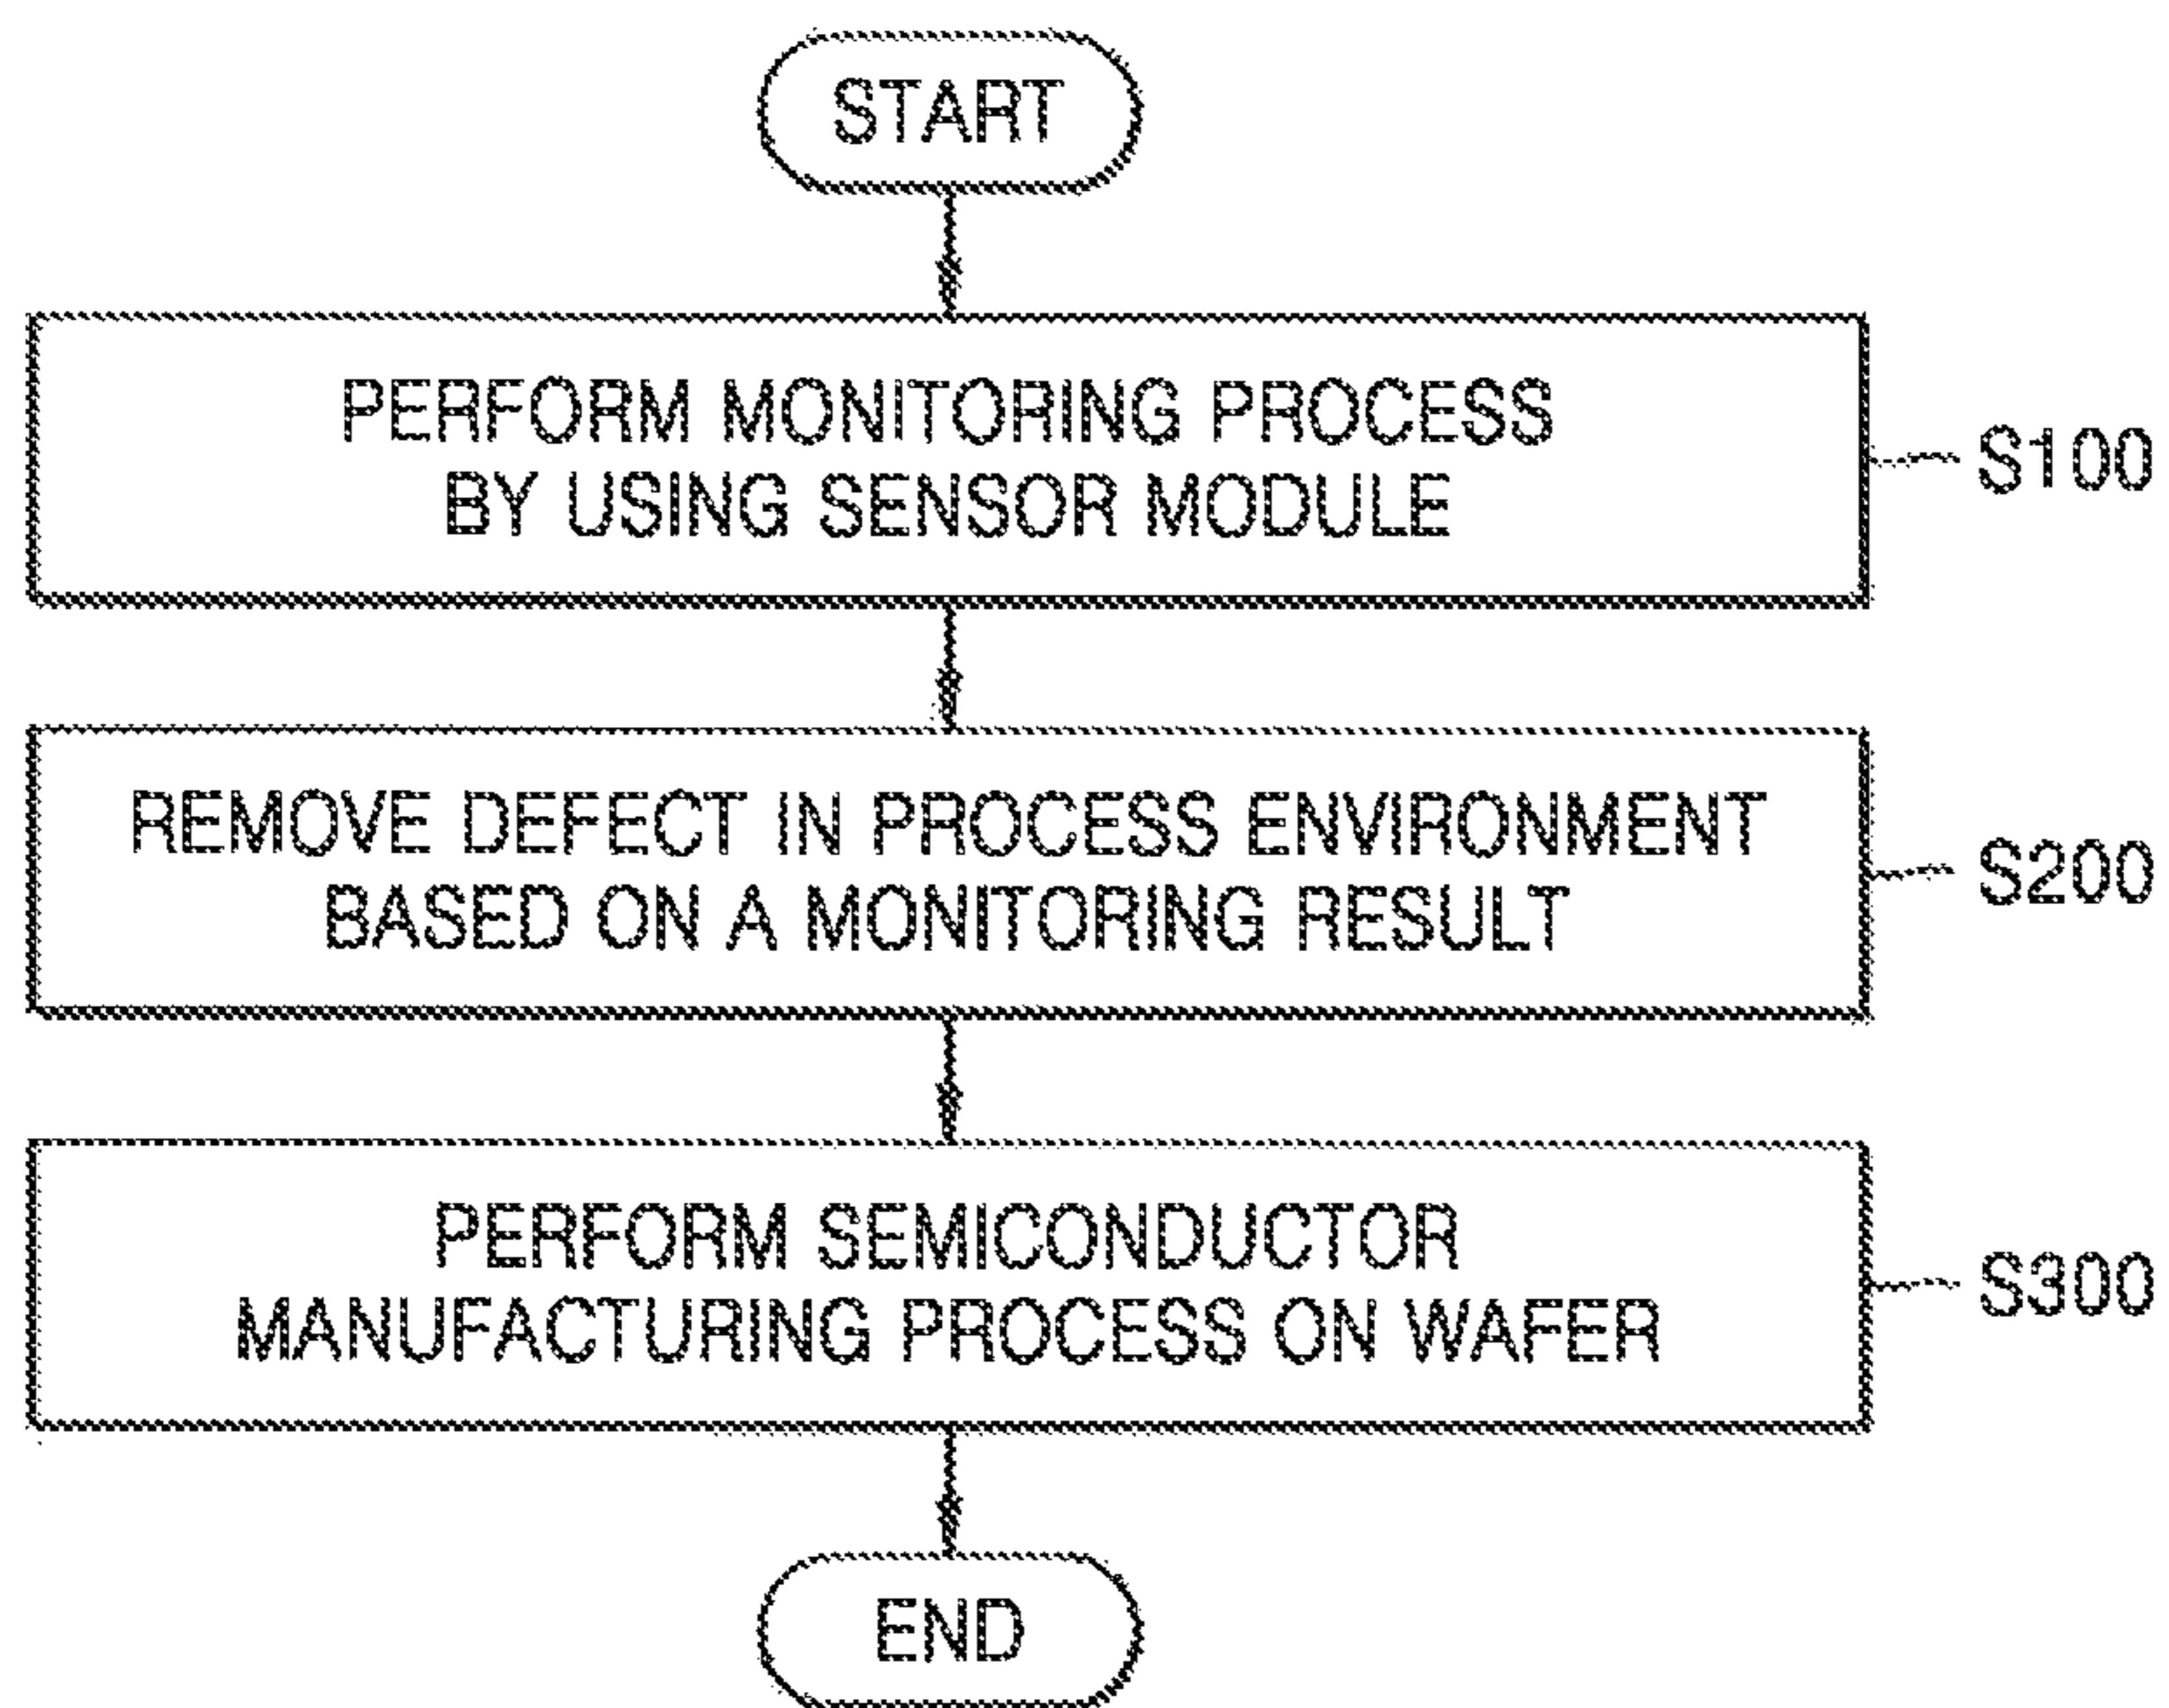 START
PERFORM MONITORING PROCESS
BY USING SENSOR MODULE
S100
REMOVE DEFECT IN PROCESS ENVIRONMENT
BASED ON A MONITORING RESULT
S200
PERFORM SEMICONDUCTOR
MANUFACTURING PROCESS ON WAFER
S300
END